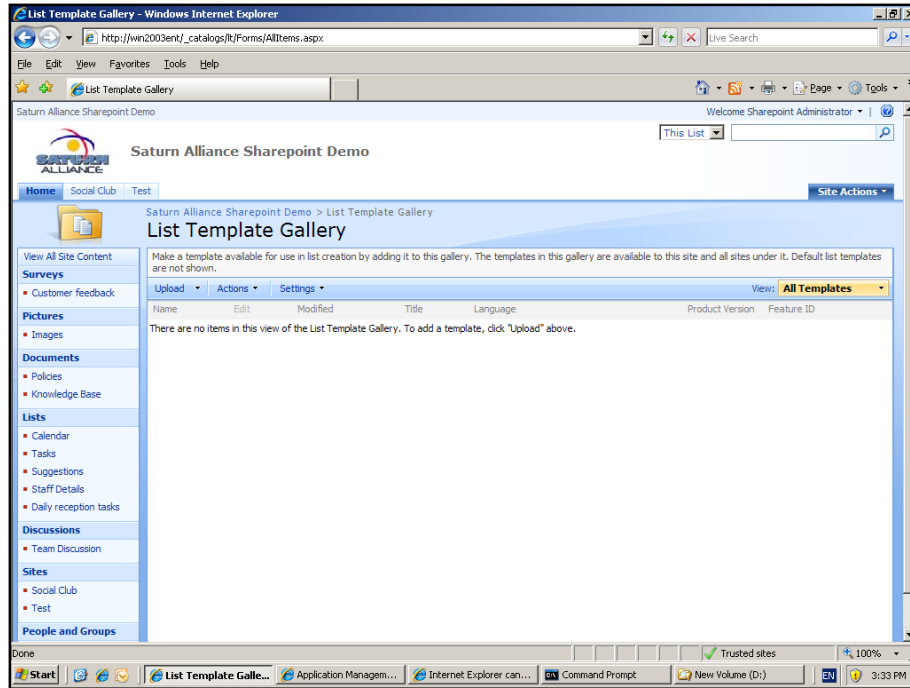 List Template Gallery - Windows Internet Explorer
http://win2003ent/_catalogs/lt/Forms/AllItems.aspx
Live Search
File Edit View Favorites Tools Help
List Template Gallery
Page Tools
Saturn Alliance Sharepoint Demo
Welcome Sharepoint Administrator
This List
SATURN
ALLIANCE
Saturn Alliance Sharepoint Demo
Home Social Club Test
Site Actions
Saturn Alliance Sharepoint Demo > List Template Gallery
List Template Gallery
View All Site Content
Surveys
Customer feedback
Pictures
Images
Documents
Policies
Knowledge Base
Lists
Calendar
Tasks
Suggestions
Staff Details
Daily reception tasks
Discussions
Team Discussion
Sites
Social Club
Test
People and Groups
Make a template available for use in list creation by adding it to this gallery. The templates in this gallery are available to this site and all sites under it. Default list templates
are not shown.
Upload Actions Settings View: All Templates
Name Edit Modified Title Language Product Version Feature ID
There are no items in this view of the List Template Gallery. To add a template, click "Upload" above.
Done Trusted sites 100%
Start List Template Galle... Application Managem... Internet Explorer can... Command Prompt New Volume (D:) EN 3:33 PM